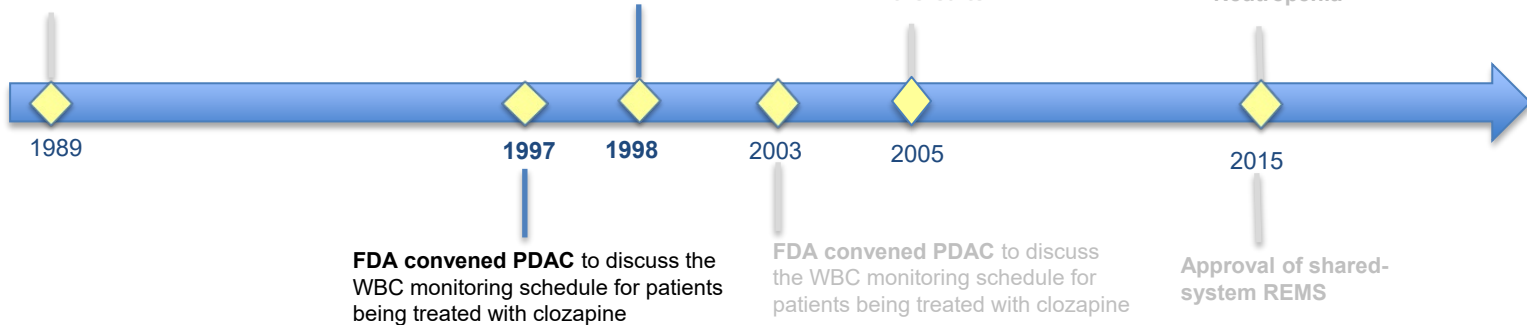 1989
1997
1998
2003
2005
2015
FDA convened PDAC to discuss the
WBC monitoring schedule for patients
being treated with clozapine
FDA convened PDAC to discuss
the WBC monitoring schedule for
patients being treated with clozapine
Approval of shared-
system REMS